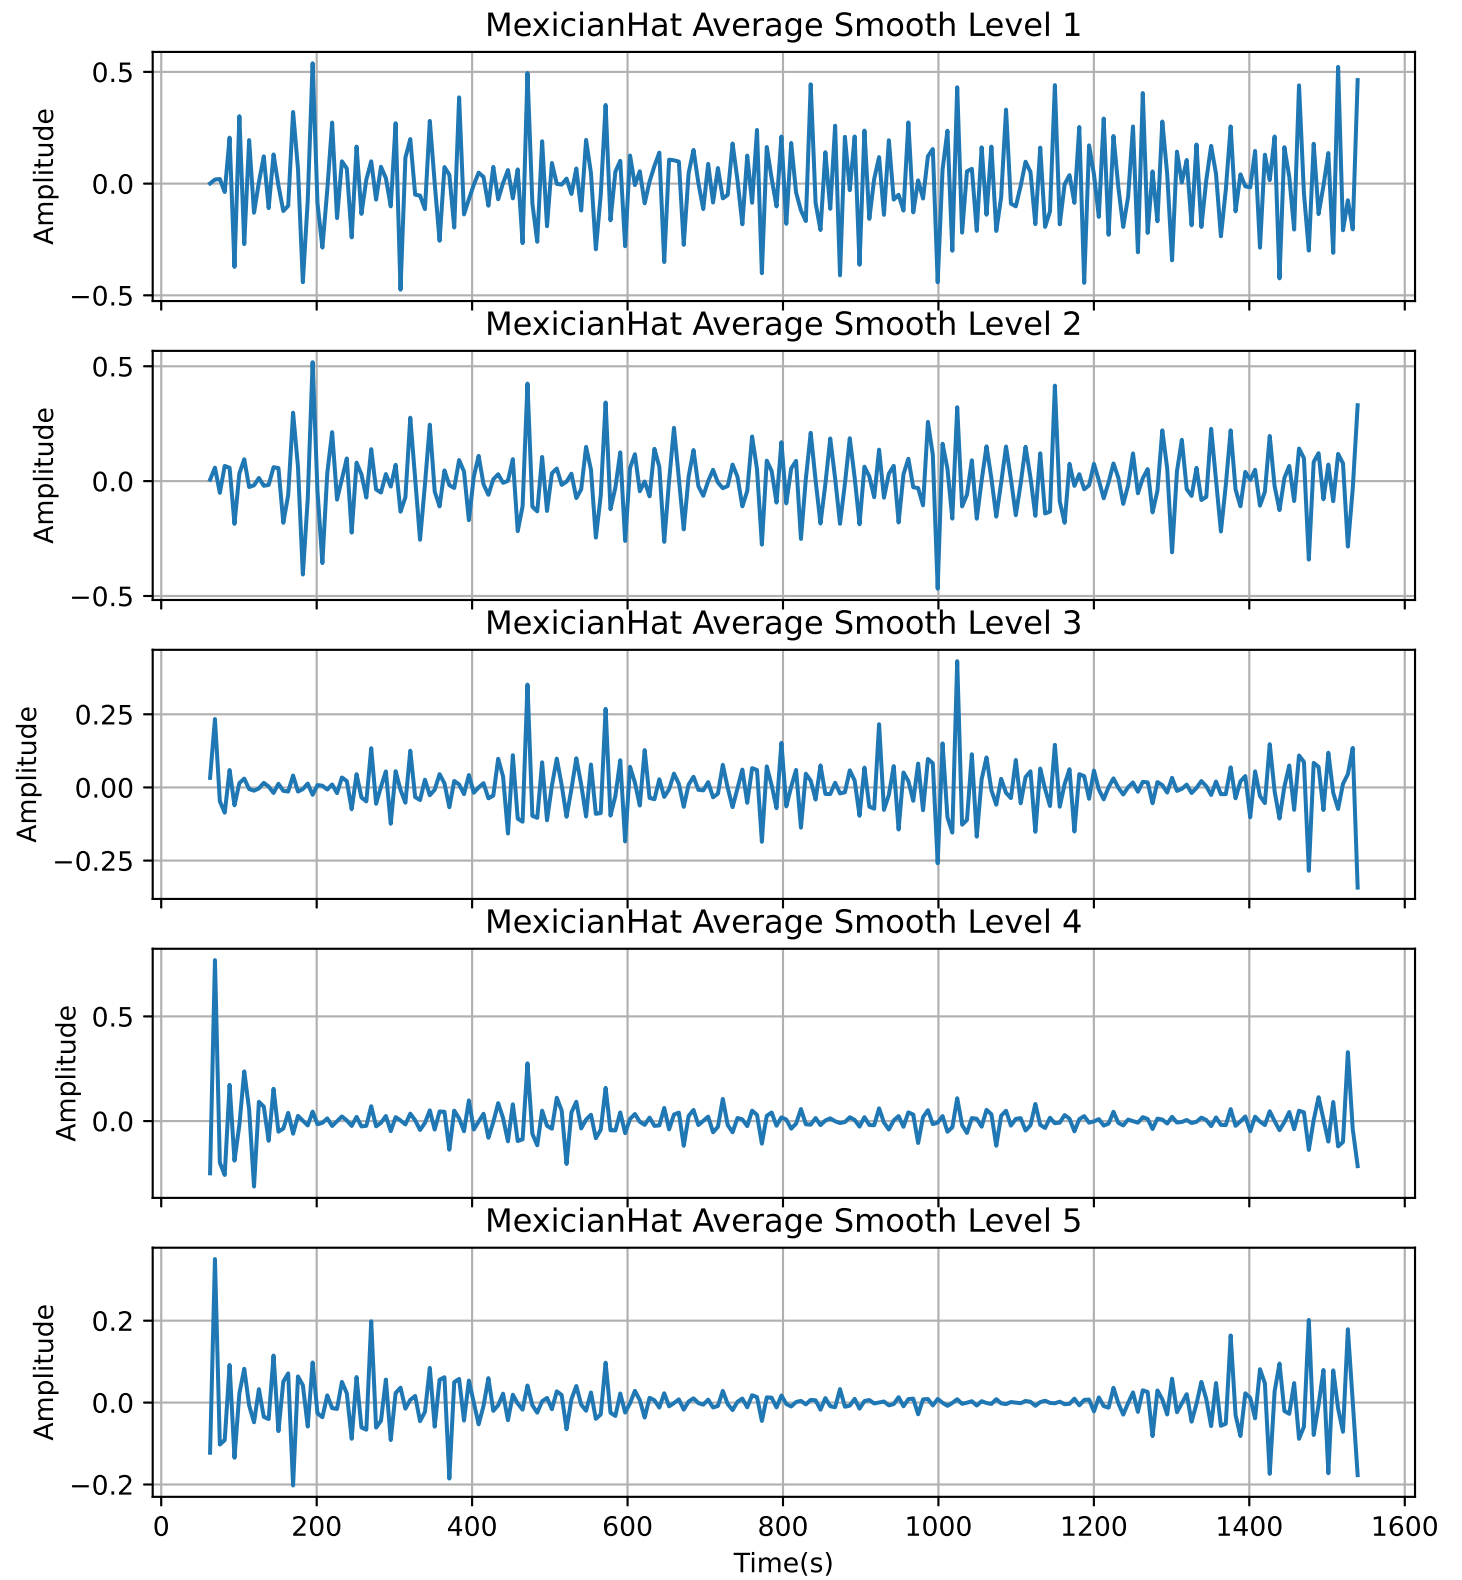 MexicianHat Average Smooth Level 1
Amplitude
0.5
0.0
−0.5
MexicianHat Average Smooth Level 2
Amplitude
0.5
0.0
−0.5
MexicianHat Average Smooth Level 3
Amplitude
0.25
0.00
−0.25
MexicianHat Average Smooth Level 4
Amplitude
0.5
0.0
MexicianHat Average Smooth Level 5
Amplitude
0.2
0.0
−0.2
0 200 400 600 800 1000 1200 1400 1600
Time(s)